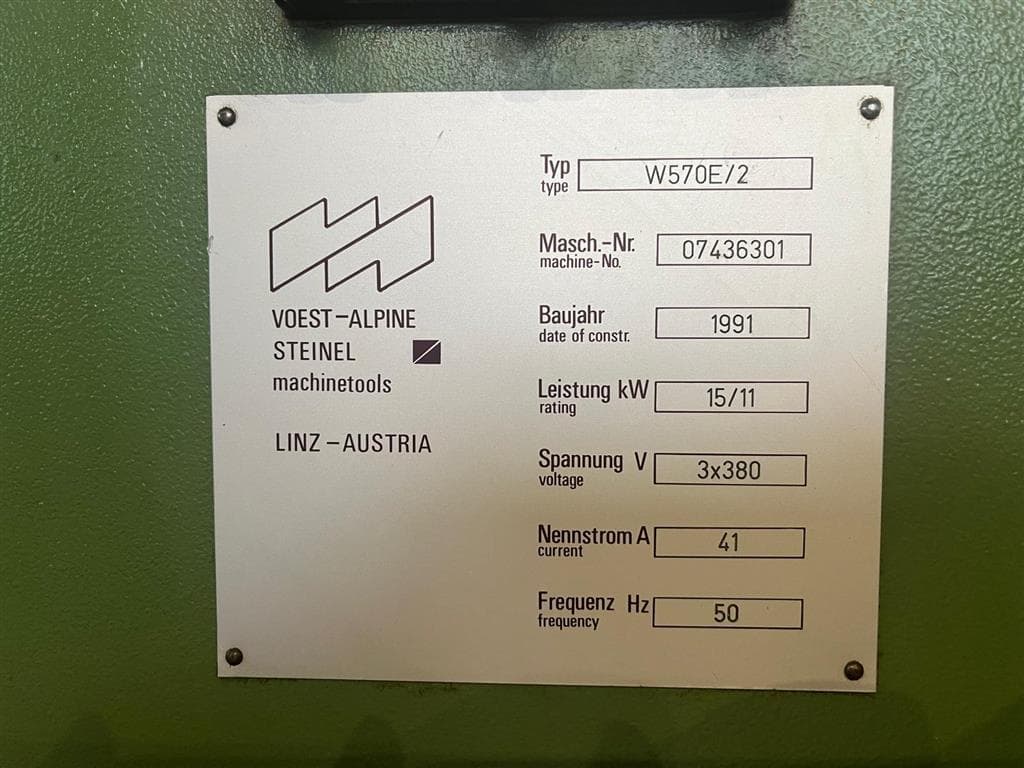 VOEST-ALPINE
STEINEL
machinetools
LINZ-AUSTRIA
Typ W570E/2
type
Masch.-Nr. 07436301
machine-No.
Baujahr 1991
date of constr.
Leistung kW 15/11
rating
Spannung V 3x380
voltage
Nennstrom A 41
current
Frequenz Hz 50
frequency